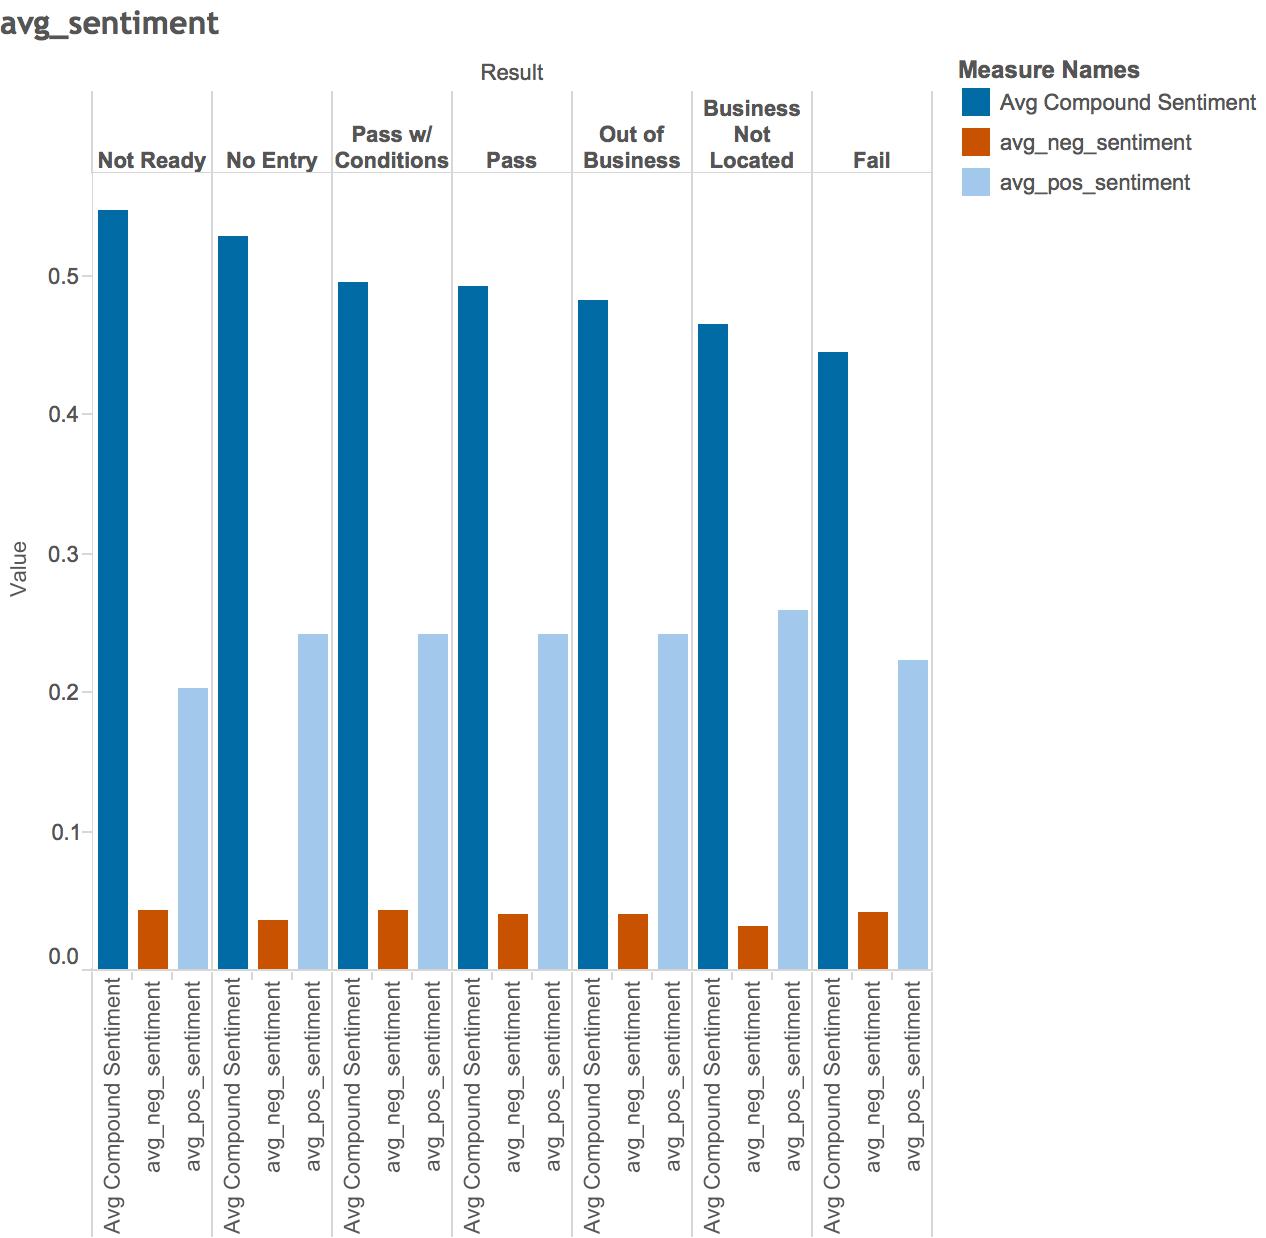 avg_sentiment
Result
Not Ready
No Entry
Pass w/
Conditions
Pass
Out of
Business
Business
Not
Located
Fail
Measure Names
Avg Compound Sentiment
avg_neg_sentiment
avg_pos_sentiment
Value
0.5
0.4
0.3
0.2
0.1
0.0
Avg Compound Sentiment
avg_neg_sentiment
avg_pos_sentiment
Avg Compound Sentiment
avg_neg_sentiment
avg_pos_sentiment
Avg Compound Sentiment
avg_neg_sentiment
avg_pos_sentiment
Avg Compound Sentiment
avg_neg_sentiment
avg_pos_sentiment
Avg Compound Sentiment
avg_neg_sentiment
avg_pos_sentiment
Avg Compound Sentiment
avg_neg_sentiment
avg_pos_sentiment
Avg Compound Sentiment
avg_neg_sentiment
avg_pos_sentiment